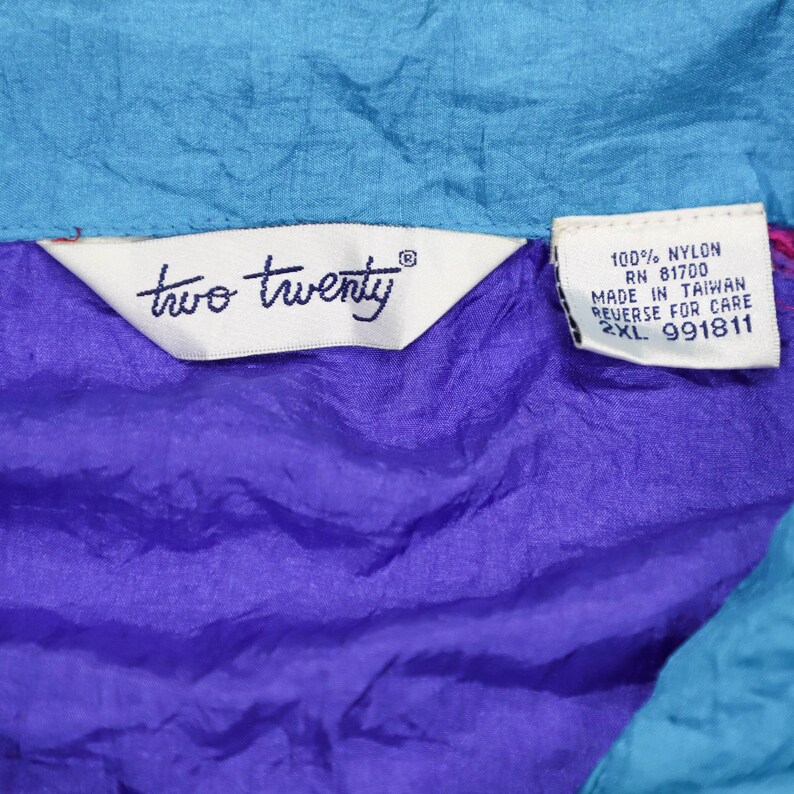 two twenty®
100% NYLON
RN 81700
MADE IN TAIWAN
REVERSE FOR CARE
2XL 991811